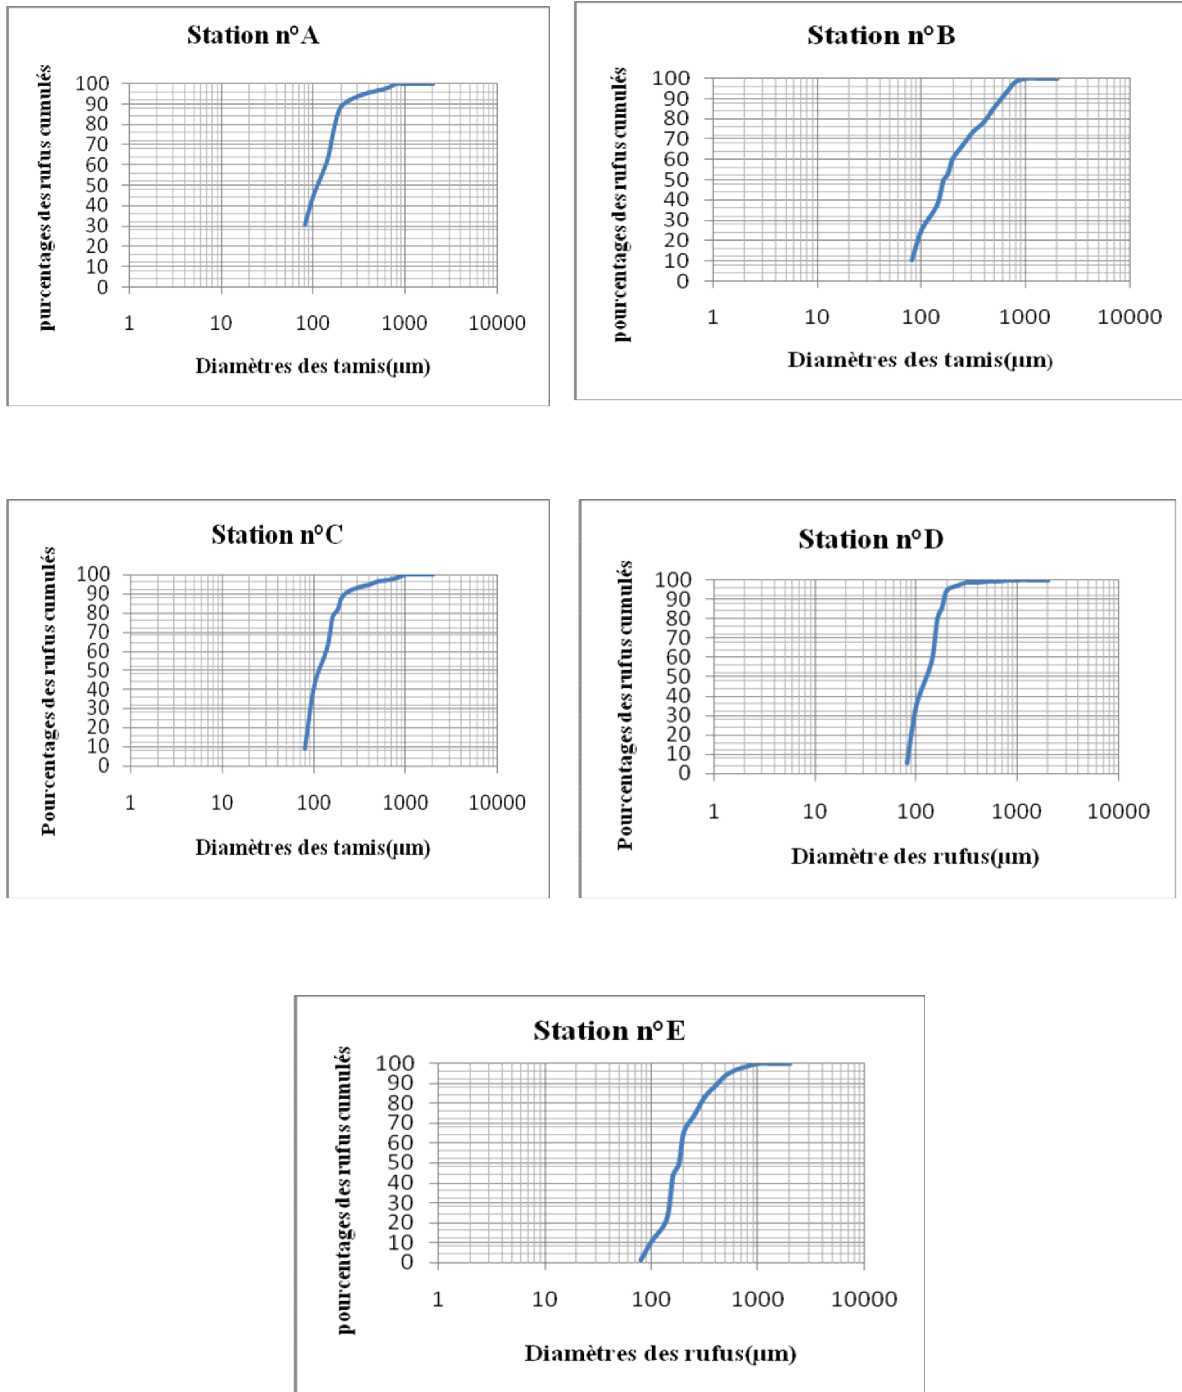 Station n°A
purcentages des rufus cumulés
100
90
80
70
60
50
40
30
20
10
0
1 10 100 1000 10000
Diamètres des tamis(µm)
Station n°B
pourcentages des rufus cumulés
100
90
80
70
60
50
40
30
20
10
0
1 10 100 1000 10000
Diamètres des tamis(µm)
Station n°C
Pourcentages des rufus cumulés
100
90
80
70
60
50
40
30
20
10
0
1 10 100 1000 10000
Diamètres des tamis(µm)
Station n°D
Pourcentages des rufus cumulés
100
90
80
70
60
50
40
30
20
10
0
1 10 100 1000 10000
Diamètre des rufus(µm)
Station n°E
pourcentages des rufus cumulés
100
90
80
70
60
50
40
30
20
10
0
1 10 100 1000 10000
Diamètres des rufus(µm)